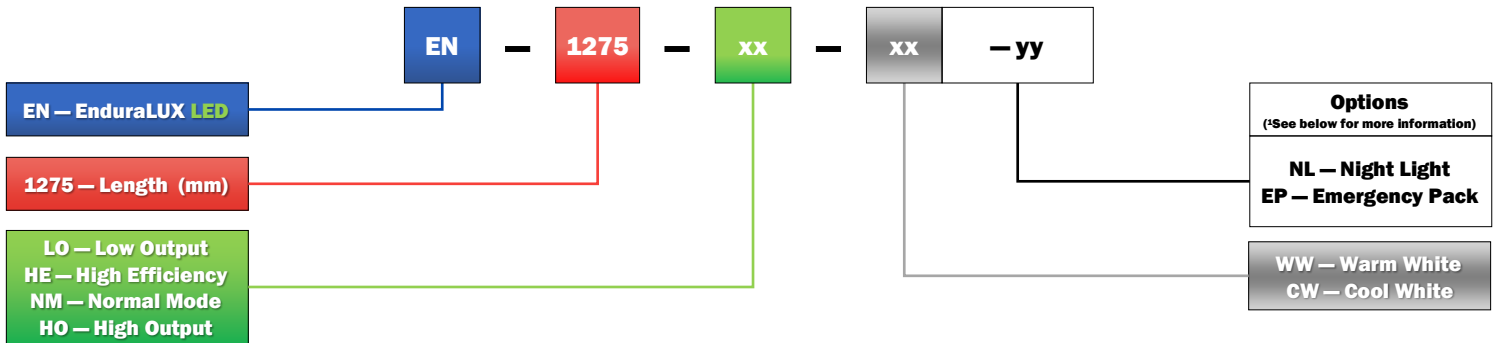 EN — 1275 — xx — xx — yy
EN — EnduraLUX LED
1275 — Length (mm)
LO — Low Output
HE — High Efficiency
NM — Normal Mode
HO — High Output
Options
(¹See below for more information)
NL — Night Light
EP — Emergency Pack
WW — Warm White
CW — Cool White